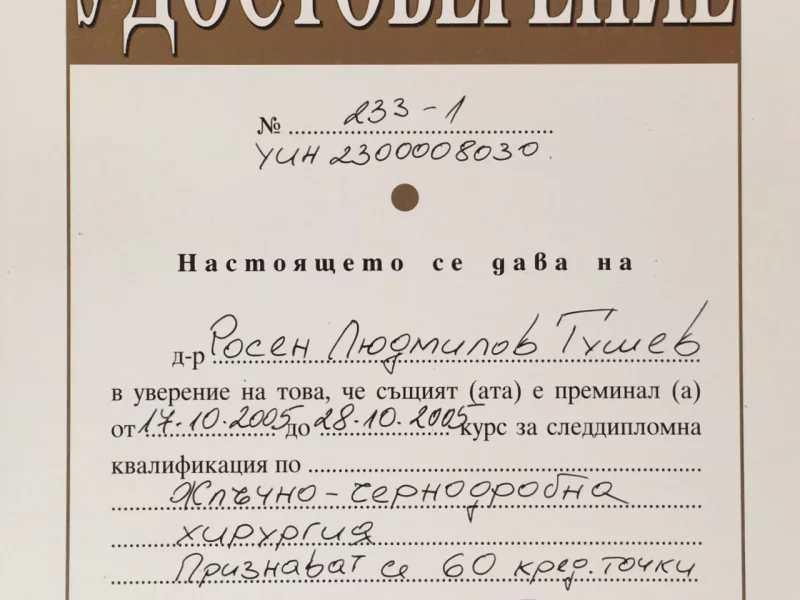 УДОСТОВЕРЕНИЕ
№ 233-1
УИН 2300008030.
Настоящето се дава на
д-р Росен Людмилов Тушев
в уверение на това, че същият (ата) е преминал (а)
от 17.10.2005 до 28.10.2005 курс за следдипломна
квалификация по
Жлъчно-чернодробна
хирургия
Признават се 60 кред. точки